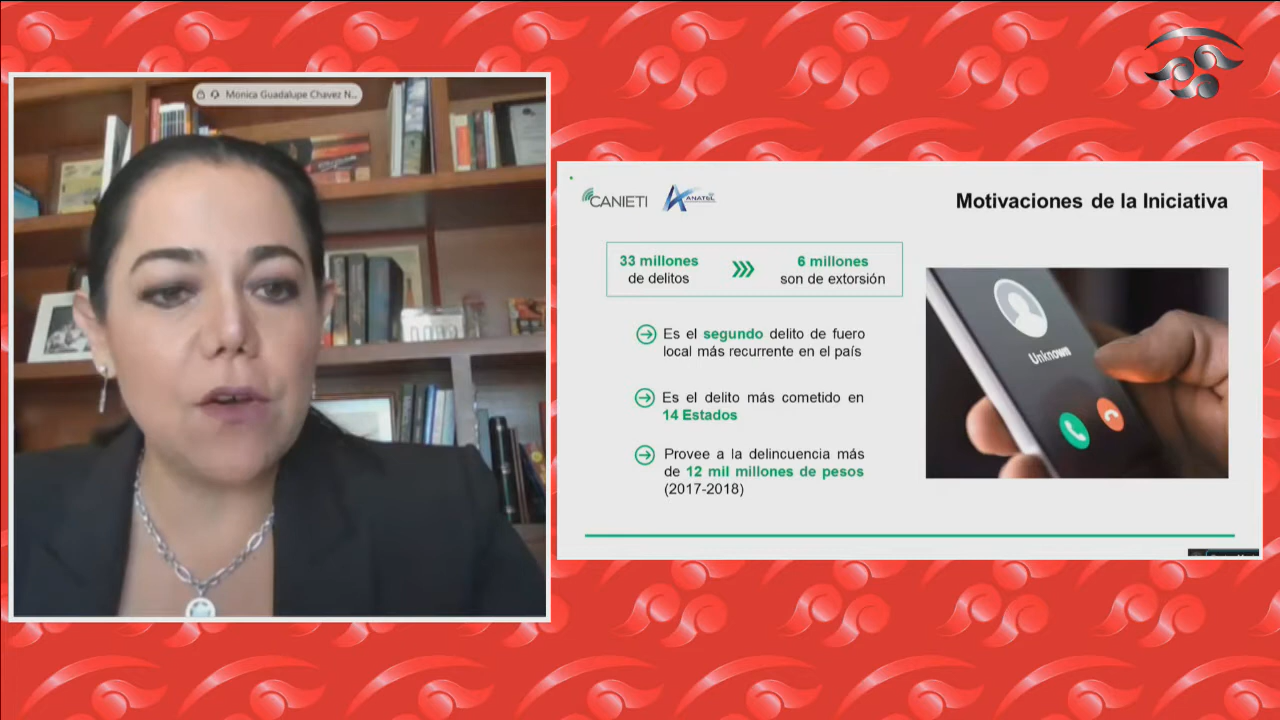 Monica Guadalupe Chavez N...
CANIETI
ANATEL
Motivaciones de la Iniciativa
33 millones
de delitos
6 millones
son de extorsión
Es el segundo delito de fuero
local más recurrente en el país
Es el delito más cometido en
14 Estados
Provee a la delincuencia más
de 12 mil millones de pesos
(2017-2018)
Unknown